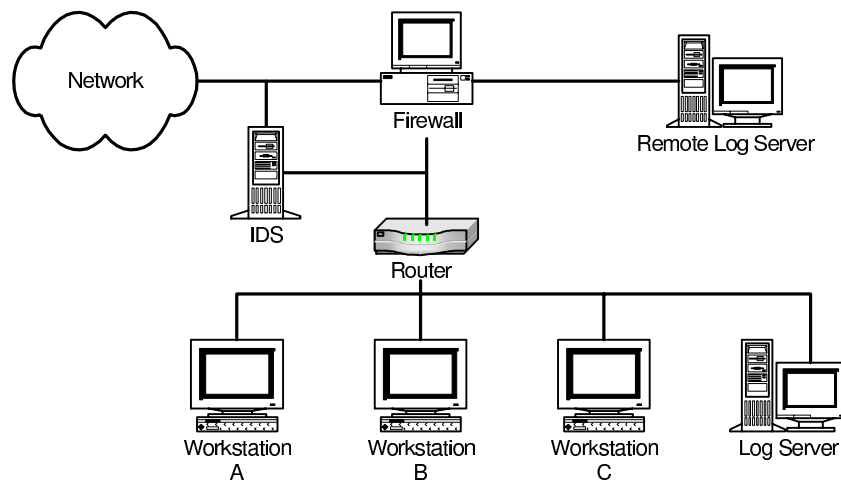 Network
Firewall
Remote Log Server
IDS
Router
Workstation
A
Workstation
B
Workstation
C
Log Server